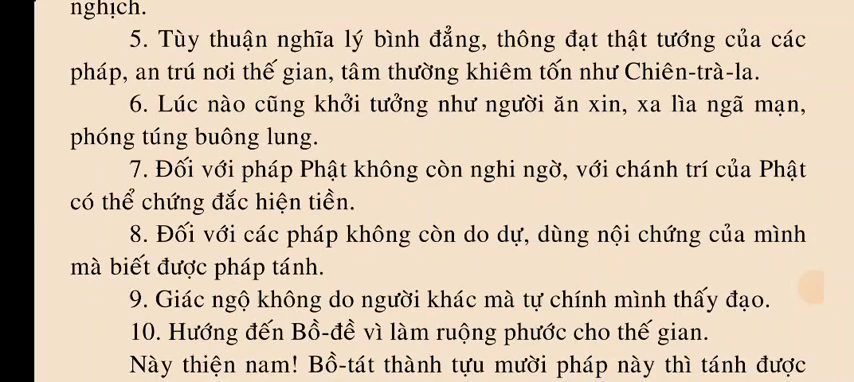 nghịch.
5. Tùy thuận nghĩa lý bình đẳng, thông đạt thật tướng của các
pháp, an trú nơi thế gian, tâm thường khiêm tốn như Chiên-trà-la.
6. Lúc nào cũng khởi tưởng như người ăn xin, xa lìa ngã mạn,
phóng túng buông lung.
7. Đối với pháp Phật không còn nghi ngờ, với chánh trí của Phật
có thể chứng đắc hiện tiền.
8. Đối với các pháp không còn do dự, dùng nội chứng của mình
mà biết được pháp tánh.
9. Giác ngộ không do người khác mà tự chính mình thấy đạo.
10. Hướng đến Bồ-đề vì làm ruộng phước cho thế gian.
Này thiện nam! Bồ-tát thành tựu mười pháp này thì tánh được